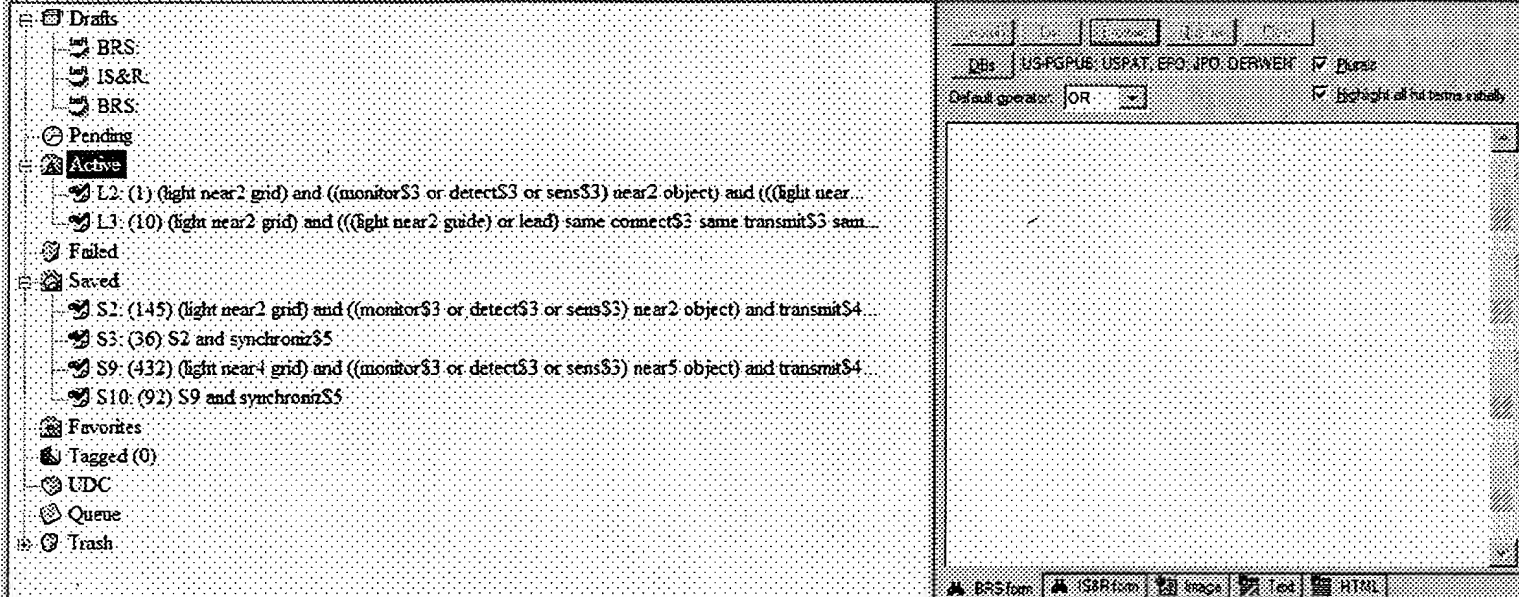 Drafts
BRS:
IS&R:
BRS:
Pending
Active
L2: (1) (light near2 grid) and ((monitor$3 or detect$3 or sens$3) near2 object) and (((light near...
L3: (10) (light near2 grid) and (((light near2 guide) or lead) same connect$3 same transmit$3 sam...
Failed
Saved
S2: (145) (light near2 grid) and ((monitor$3 or detect$3 or sens$3) near2 object) and transmit$4...
S3: (36) S2 and synchroniz$5
S9: (432) (light near4 grid) and ((monitor$3 or detect$3 or sens$3) near5 object) and transmit$4...
S10: (92) S9 and synchroniz$5
Favorites
Tagged (0)
UDC
Queue
Trash
DBs US-PGPUB; USPAT; EPO; JPO; DERWENT Plurals
Default operator: OR Highlight all hit terms initially
BRS form IS&R form Image Text HTML